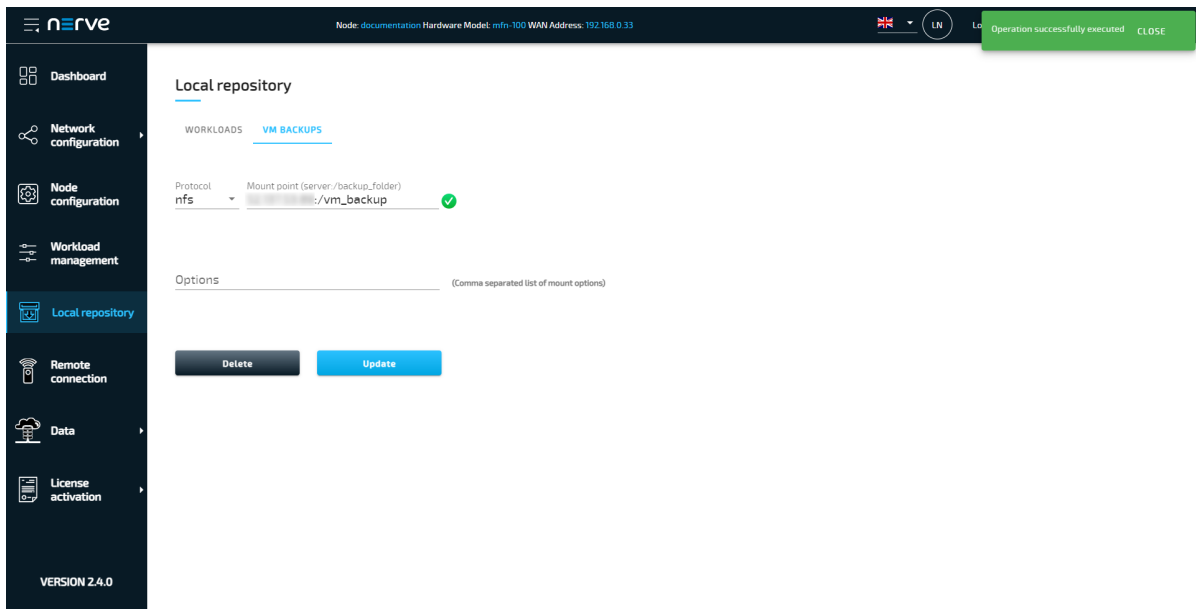 nerve
Node: documentation Hardware Model: mfn-100 WAN Address: 192.168.0.33
LN
Lo
Operation successfully executed CLOSE
Dashboard
Network
configuration
Node
configuration
Workload
management
Local repository
Remote
connection
Data
License
activation
VERSION 2.4.0
Local repository
WORKLOADS VM BACKUPS
Protocol Mount point (server:/backup_folder)
nfs :/vm_backup
Options (Comma separated list of mount options)
Delete Update